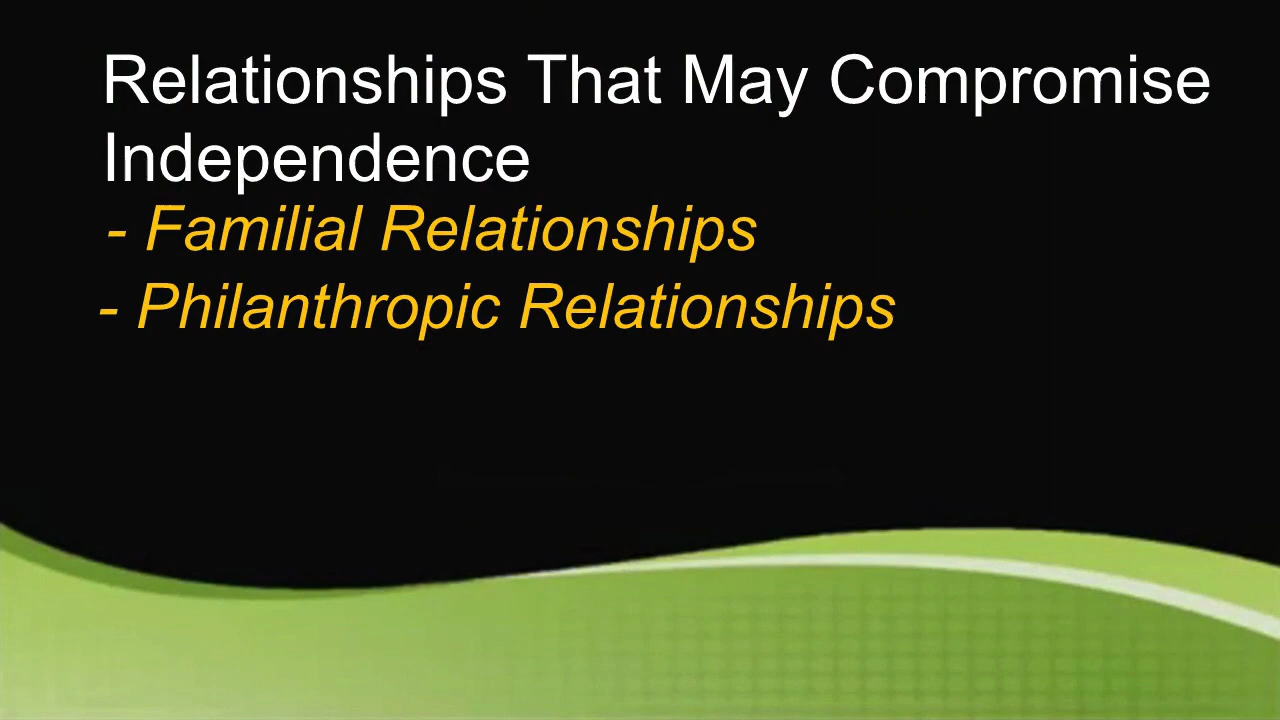 Relationships That May Compromise
Independence
- Familial Relationships
- Philanthropic Relationships